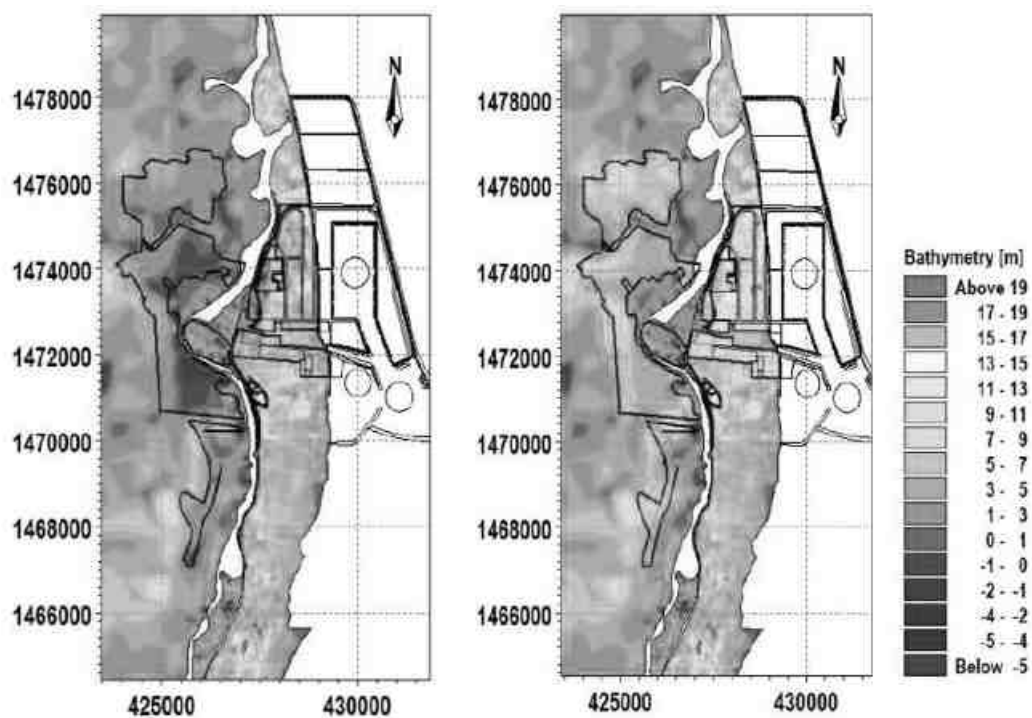 N
1478000
1476000
1474000
1472000
1470000
1468000
1466000
425000
430000
N
1478000
1476000
1474000
1472000
1470000
1468000
1466000
425000
430000
Bathymetry [m]
Above 19
17 - 19
15 - 17
13 - 15
11 - 13
9 - 11
7 - 9
5 - 7
3 - 5
1 - 3
0 - 1
-1 - 0
-2 - -1
-4 - -2
-5 - -4
Below -5